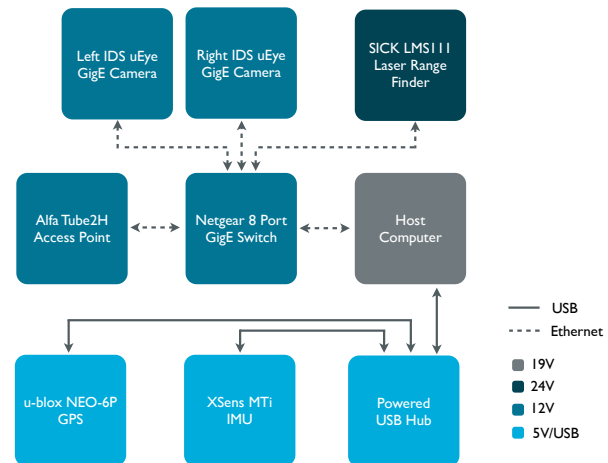 Left IDS uEye
GigE Camera
Right IDS uEye
GigE Camera
SICK LMS111
Laser Range
Finder
Alfa Tube2H
Access Point
Netgear 8 Port
GigE Switch
Host
Computer
u-blox NEO-6P
GPS
XSens MTi
IMU
Powered
USB Hub
USB
Ethernet
19V
24V
12V
5V/USB